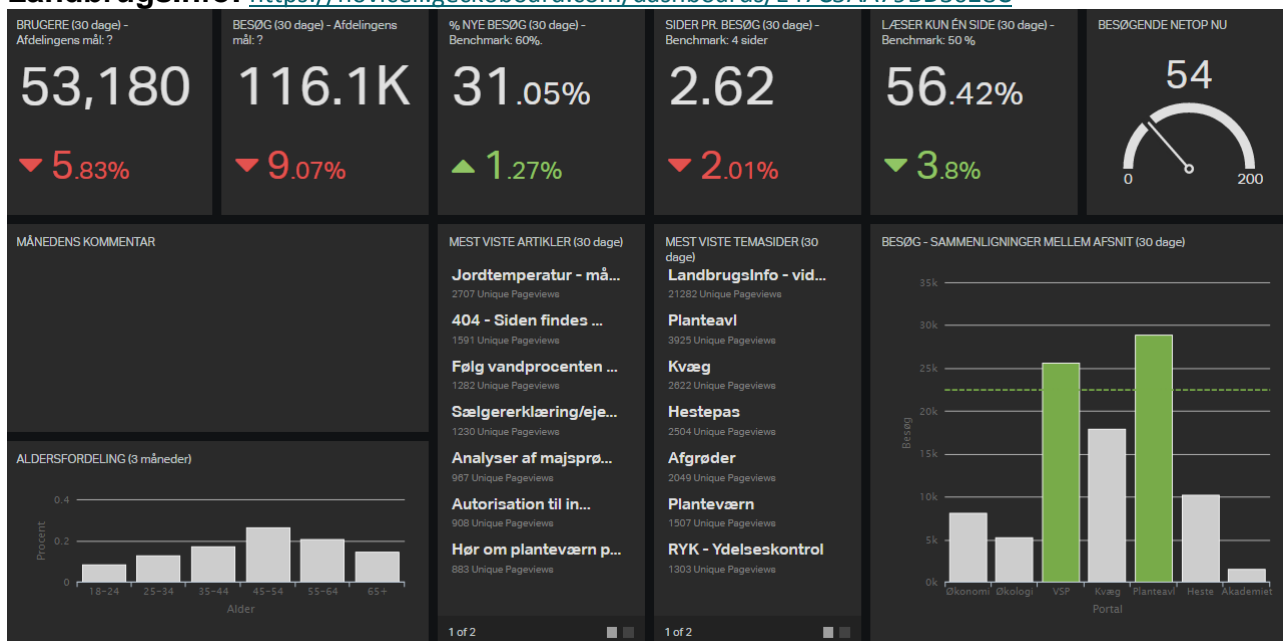 BRUGERE (30 dage) -
Afdelingens mål: ?
53,180
5.83%
BESØG (30 dage) - Afdelingens
mål: ?
116.1K
9.07%
% NYE BESØG (30 dage) -
Benchmark: 60%.
31.05%
1.27%
SIDER PR. BESØG (30 dage) -
Benchmark: 4 sider
2.62
2.01%
LÆSER KUN ÉN SIDE (30 dage) -
Benchmark: 50 %
56.42%
3.8%
BESØGENDE NETOP NU
54
0
200
MÅNEDENS KOMMENTAR
ALDERSFORDELING (3 måneder)
0.4
0.2
0
Procent
18-24 25-34 35-44 45-54 55-64 65+
Alder
MEST VISTE ARTIKLER (30 dage)
Jordtemperatur - må...
2707 Unique Pageviews
404 - Siden findes ...
1591 Unique Pageviews
Følg vandprocenten ...
1282 Unique Pageviews
Sælgererklæring/eje...
1230 Unique Pageviews
Analyser af majsprø...
967 Unique Pageviews
Autorisation til in...
908 Unique Pageviews
Hør om planteværn p...
883 Unique Pageviews
1 of 2
MEST VISTE TEMASIDER (30
dage)
LandbrugsInfo - vid...
21282 Unique Pageviews
Planteavl
3925 Unique Pageviews
Kvæg
2622 Unique Pageviews
Hestepas
2504 Unique Pageviews
Afgrøder
2049 Unique Pageviews
Planteværn
1507 Unique Pageviews
RYK - Ydelseskontrol
1303 Unique Pageviews
1 of 2
BESØG - SAMMENLIGNINGER MELLEM AFSNIT (30 dage)
35k
30k
25k
20k
15k
10k
5k
0k
Besøg
Økonomi Økologi VSP Kvæg Planteavl Heste Akademiet
Portal